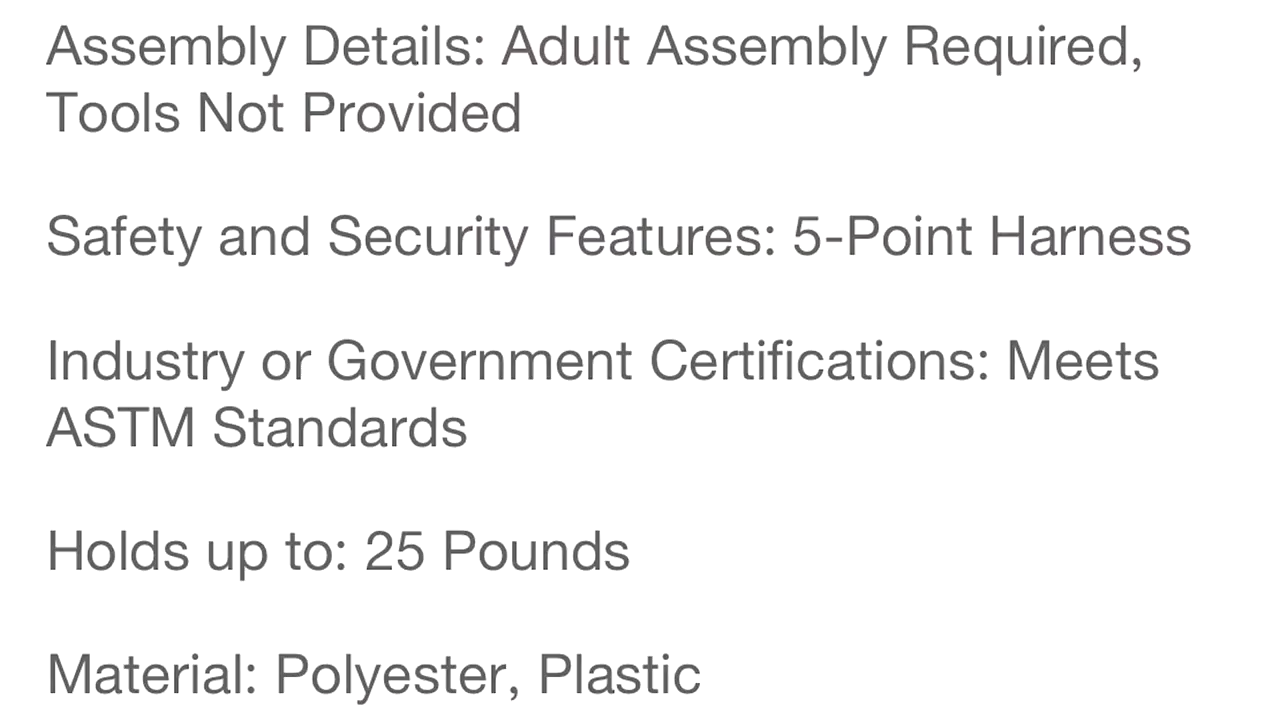 Assembly Details: Adult Assembly Required,
Tools Not Provided
Safety and Security Features: 5-Point Harness
Industry or Government Certifications: Meets
ASTM Standards
Holds up to: 25 Pounds
Material: Polyester, Plastic